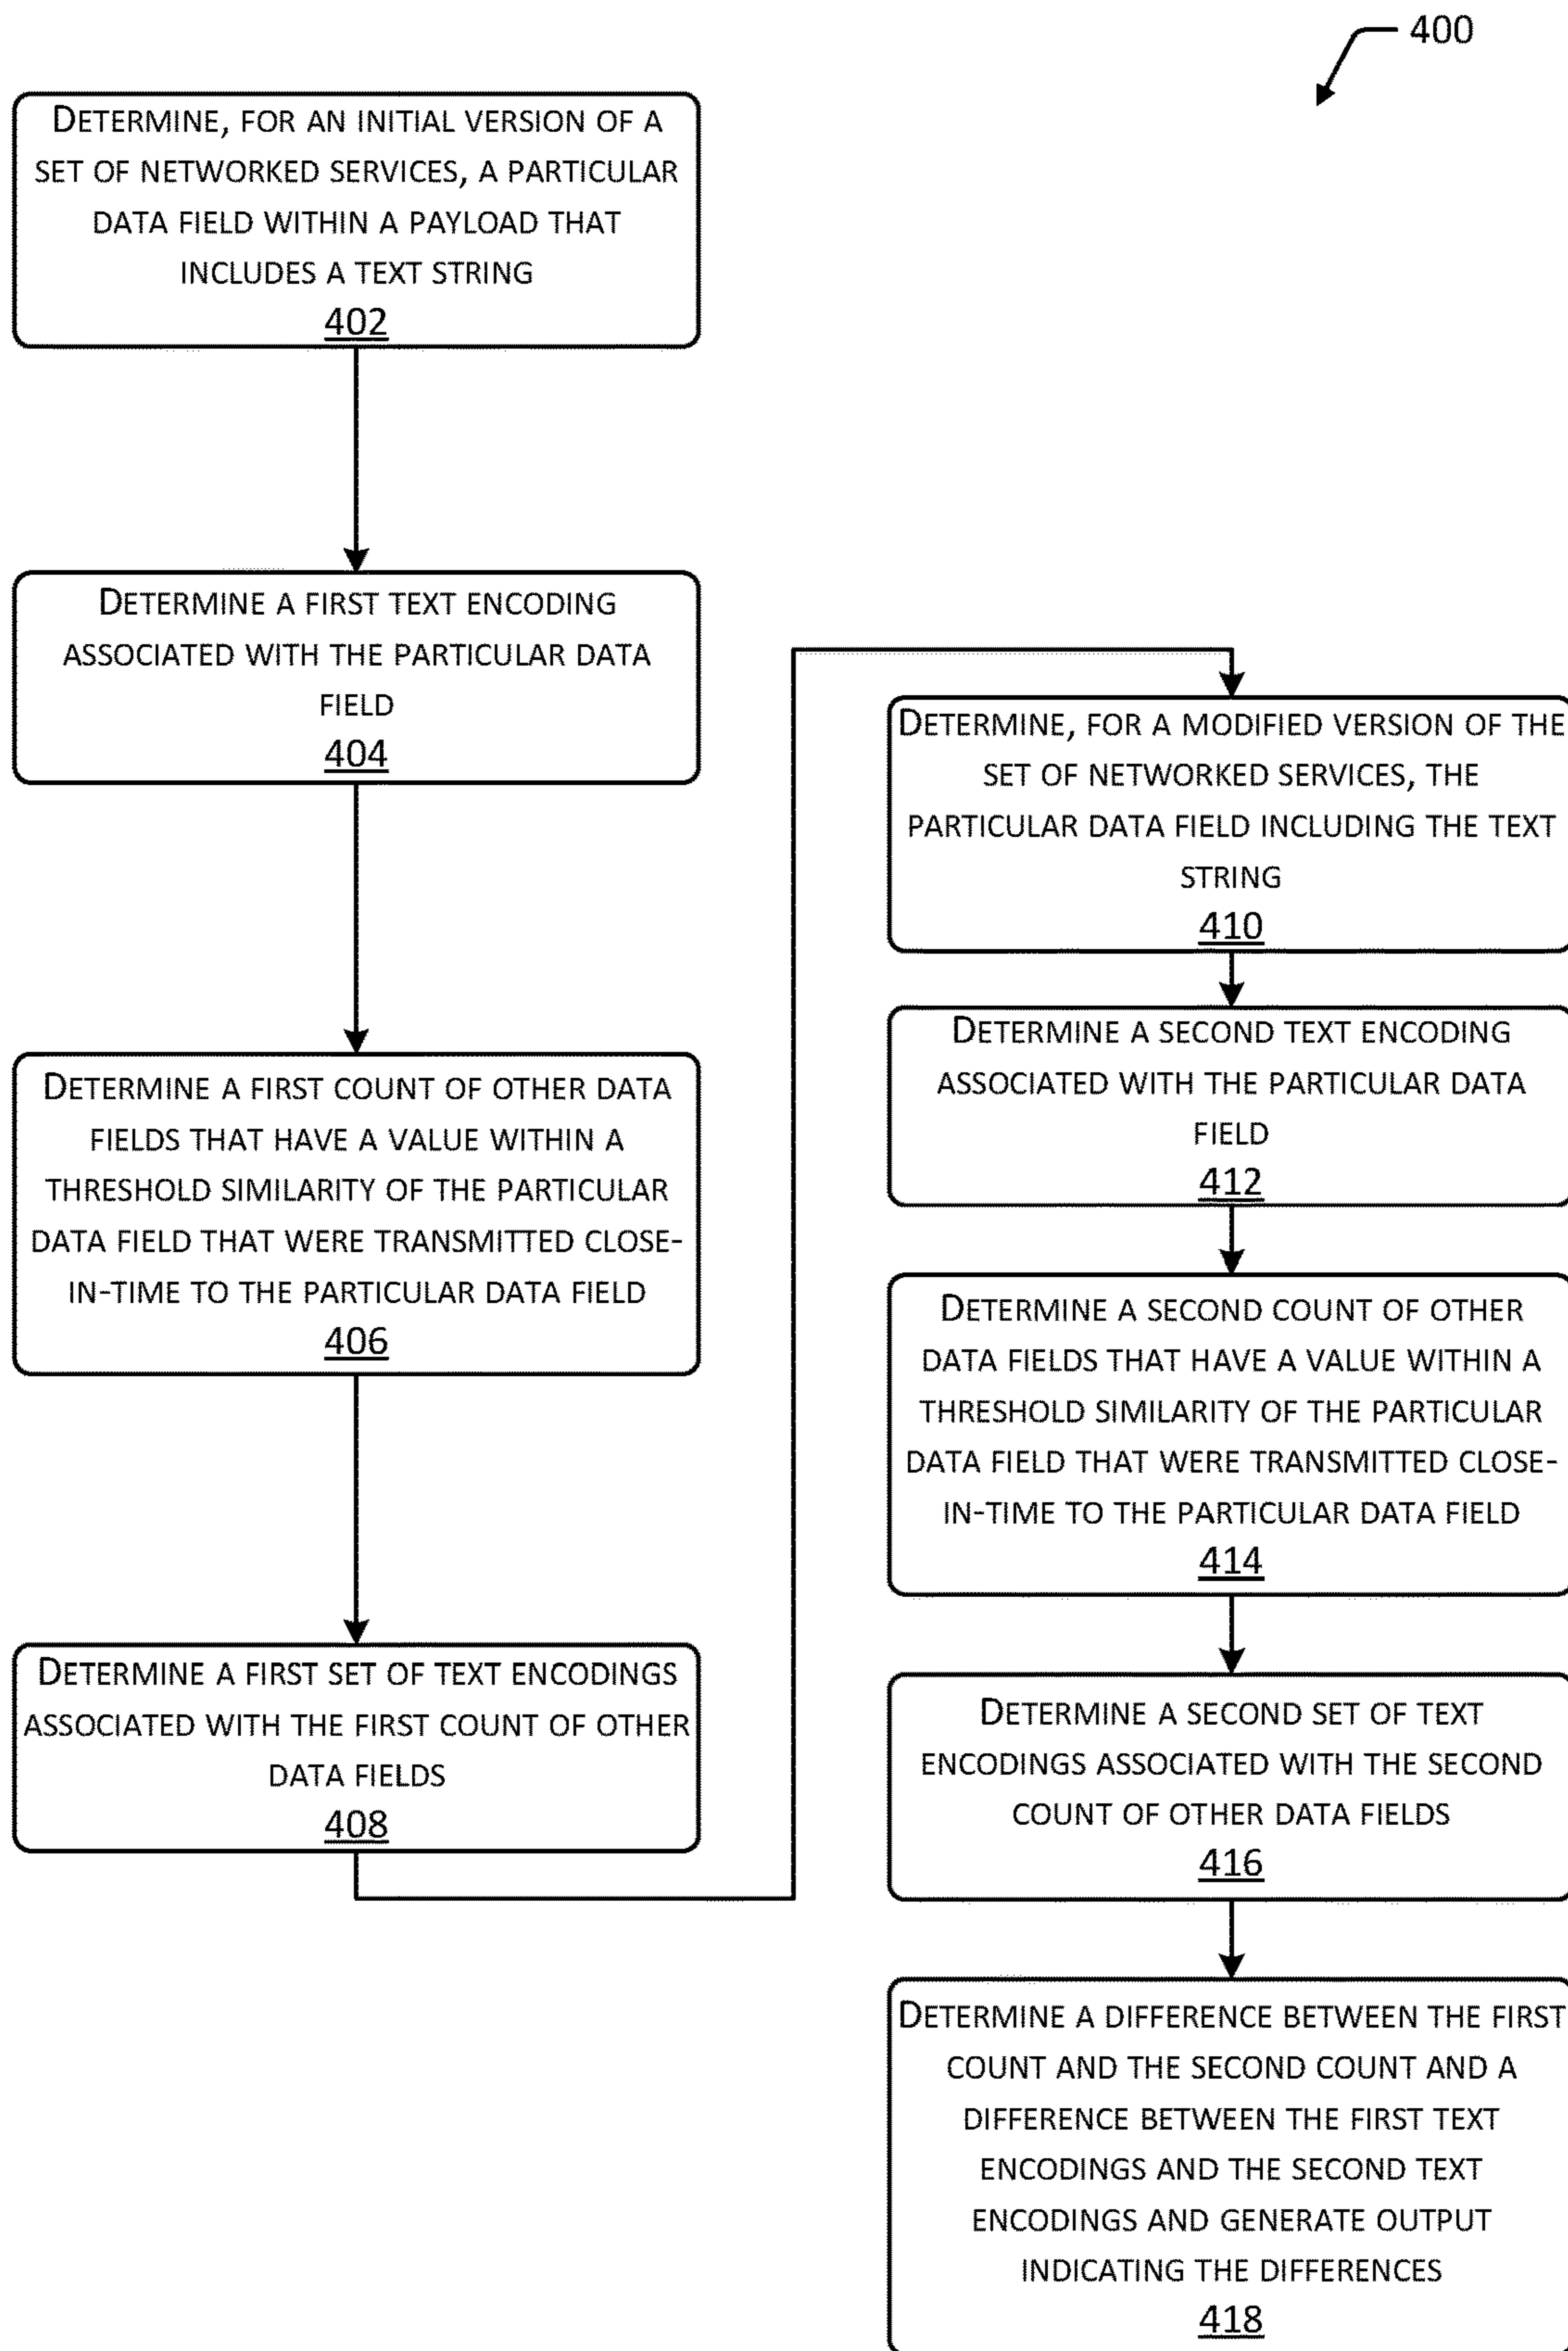 400
DETERMINE, FOR AN INITIAL VERSION OF A
SET OF NETWORKED SERVICES, A PARTICULAR
DATA FIELD WITHIN A PAYLOAD THAT
INCLUDES A TEXT STRING
402
DETERMINE A FIRST TEXT ENCODING
ASSOCIATED WITH THE PARTICULAR DATA
FIELD
404
DETERMINE A FIRST COUNT OF OTHER DATA
FIELDS THAT HAVE A VALUE WITHIN A
THRESHOLD SIMILARITY OF THE PARTICULAR
DATA FIELD THAT WERE TRANSMITTED CLOSE-
IN-TIME TO THE PARTICULAR DATA FIELD
406
DETERMINE A FIRST SET OF TEXT ENCODINGS
ASSOCIATED WITH THE FIRST COUNT OF OTHER
DATA FIELDS
408
DETERMINE, FOR A MODIFIED VERSION OF THE
SET OF NETWORKED SERVICES, THE
PARTICULAR DATA FIELD INCLUDING THE TEXT
STRING
410
DETERMINE A SECOND TEXT ENCODING
ASSOCIATED WITH THE PARTICULAR DATA
FIELD
412
DETERMINE A SECOND COUNT OF OTHER
DATA FIELDS THAT HAVE A VALUE WITHIN A
THRESHOLD SIMILARITY OF THE PARTICULAR
DATA FIELD THAT WERE TRANSMITTED CLOSE-
IN-TIME TO THE PARTICULAR DATA FIELD
414
DETERMINE A SECOND SET OF TEXT
ENCODINGS ASSOCIATED WITH THE SECOND
COUNT OF OTHER DATA FIELDS
416
DETERMINE A DIFFERENCE BETWEEN THE FIRST
COUNT AND THE SECOND COUNT AND A
DIFFERENCE BETWEEN THE FIRST TEXT
ENCODINGS AND THE SECOND TEXT
ENCODINGS AND GENERATE OUTPUT
INDICATING THE DIFFERENCES
418